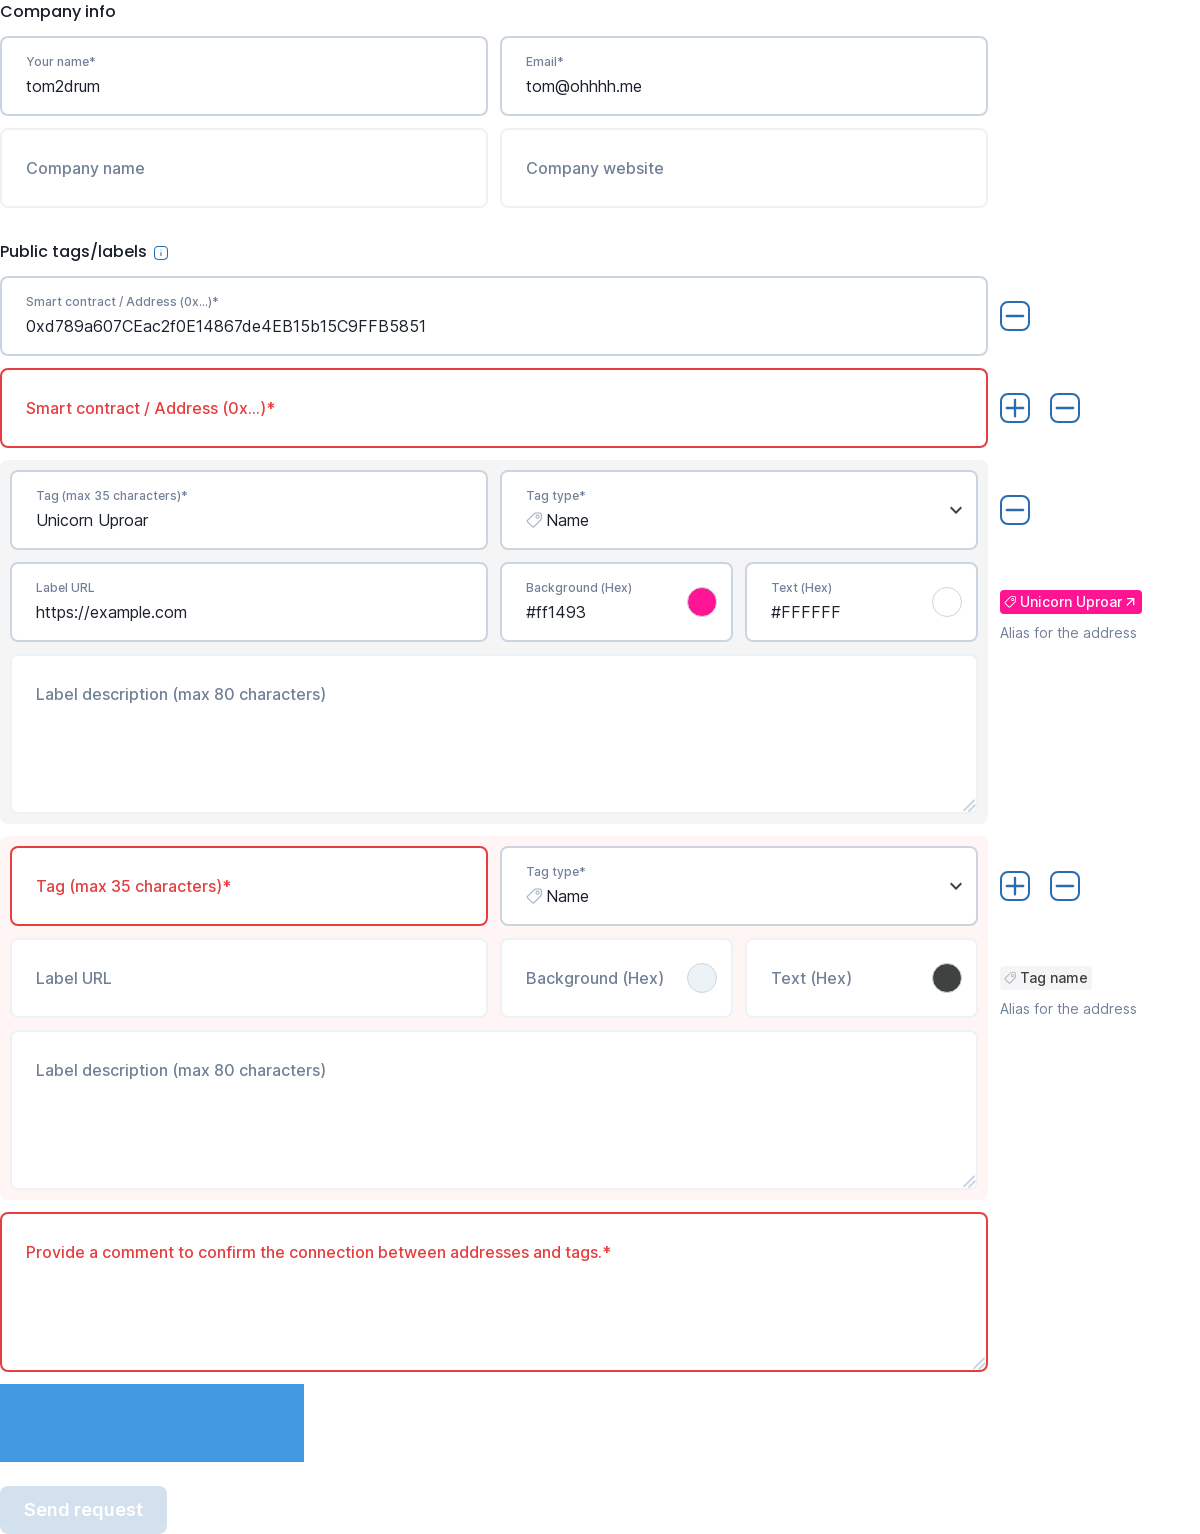 Company info
Your name*
tom2drum
Email*
tom@ohhhh.me
Company name
Company website
Public tags/labels
Smart contract / Address (0x...)*
0xd789a607CEac2f0E14867de4EB15b15C9FFB5851
Smart contract / Address (0x...)*
Tag (max 35 characters)*
Unicorn Uproar
Tag type*
Name
Label URL
https://example.com
Background (Hex)
#ff1493
Text (Hex)
#FFFFFF
Unicorn Uproar
Alias for the address
Label description (max 80 characters)
Tag (max 35 characters)*
Tag type*
Name
Label URL
Background (Hex)
Text (Hex)
Tag name
Alias for the address
Label description (max 80 characters)
Provide a comment to confirm the connection between addresses and tags.*
Send request